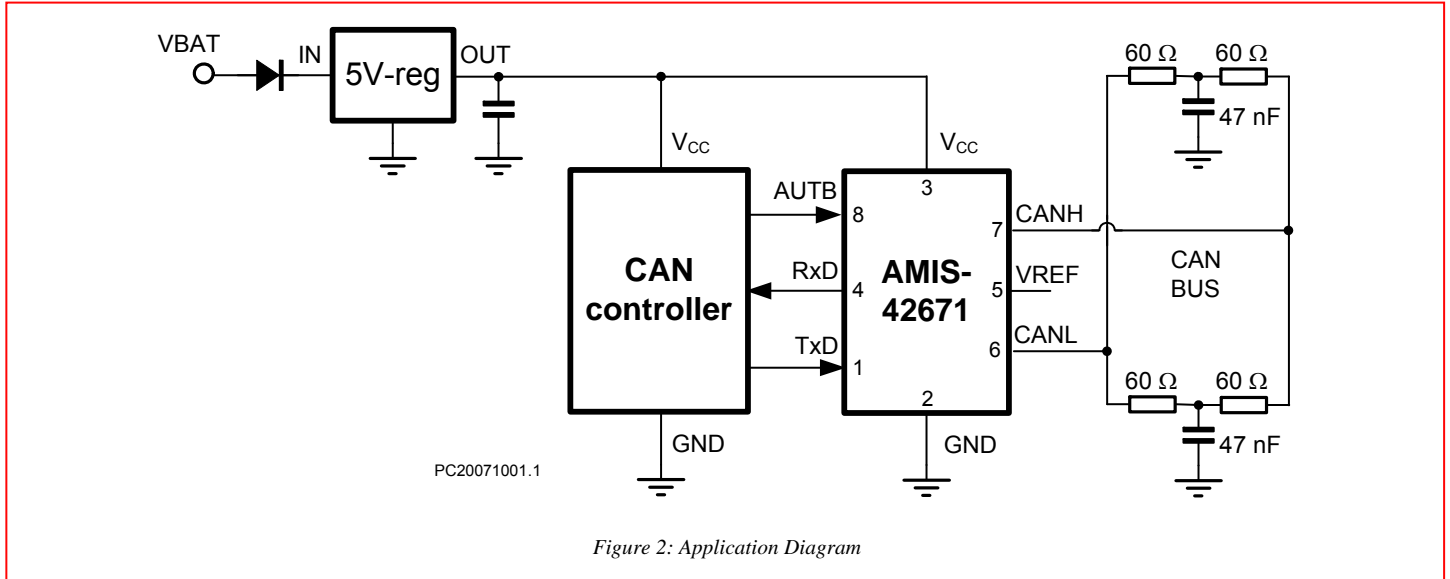 VBAT
IN
5V-reg
OUT
60 Ω
60 Ω
47 nF
VCC
VCC
CAN
controller
AUTB
RxD
TxD
AMIS-
42671
3
8
4
1
2
7
5
6
CANH
VREF
CANL
CAN
BUS
60 Ω
60 Ω
47 nF
GND
GND
PC20071001.1
Figure 2: Application Diagram